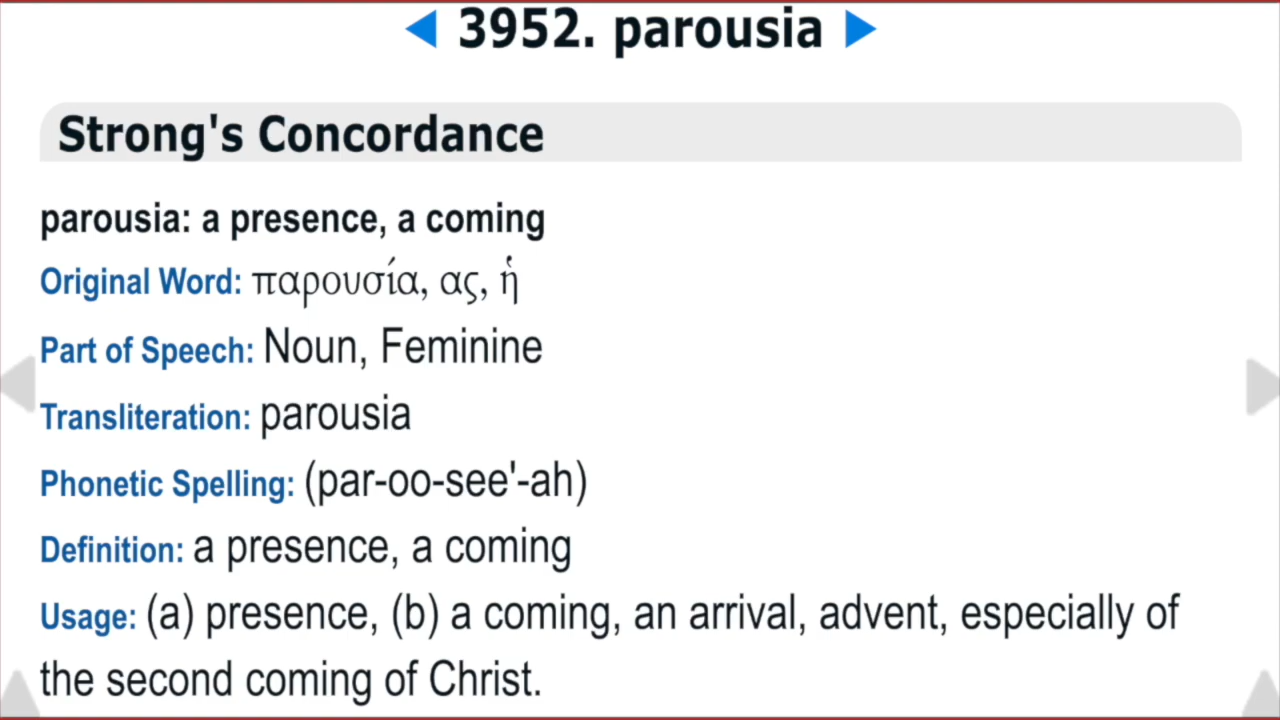 3952. parousia
Strong's Concordance
parousia: a presence, a coming
Original Word: παρουσία, ας, ἡ
Part of Speech: Noun, Feminine
Transliteration: parousia
Phonetic Spelling: (par-oo-see'-ah)
Definition: a presence, a coming
Usage: (a) presence, (b) a coming, an arrival, advent, especially of
the second coming of Christ.